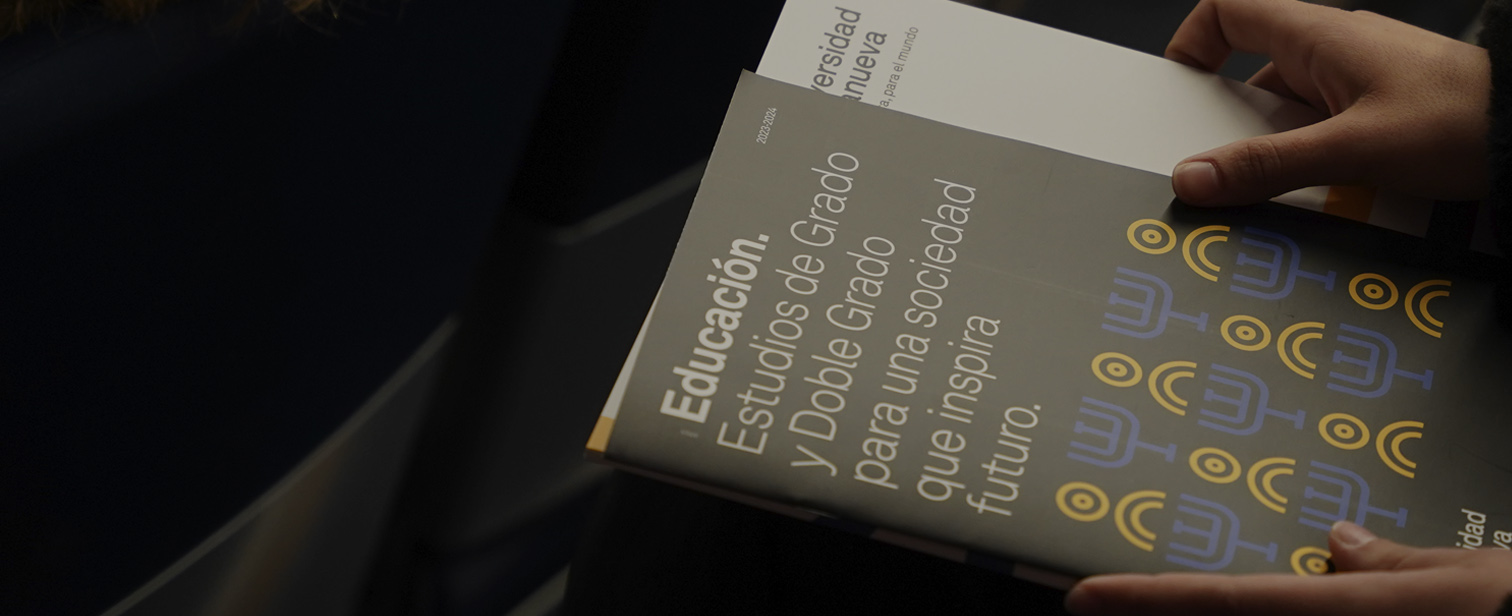 versidad
anueva
a, para el mundo
2023-2024
Educación.
Estudios de Grado
y Doble Grado
para una sociedad
que inspira
futuro.
idad
va